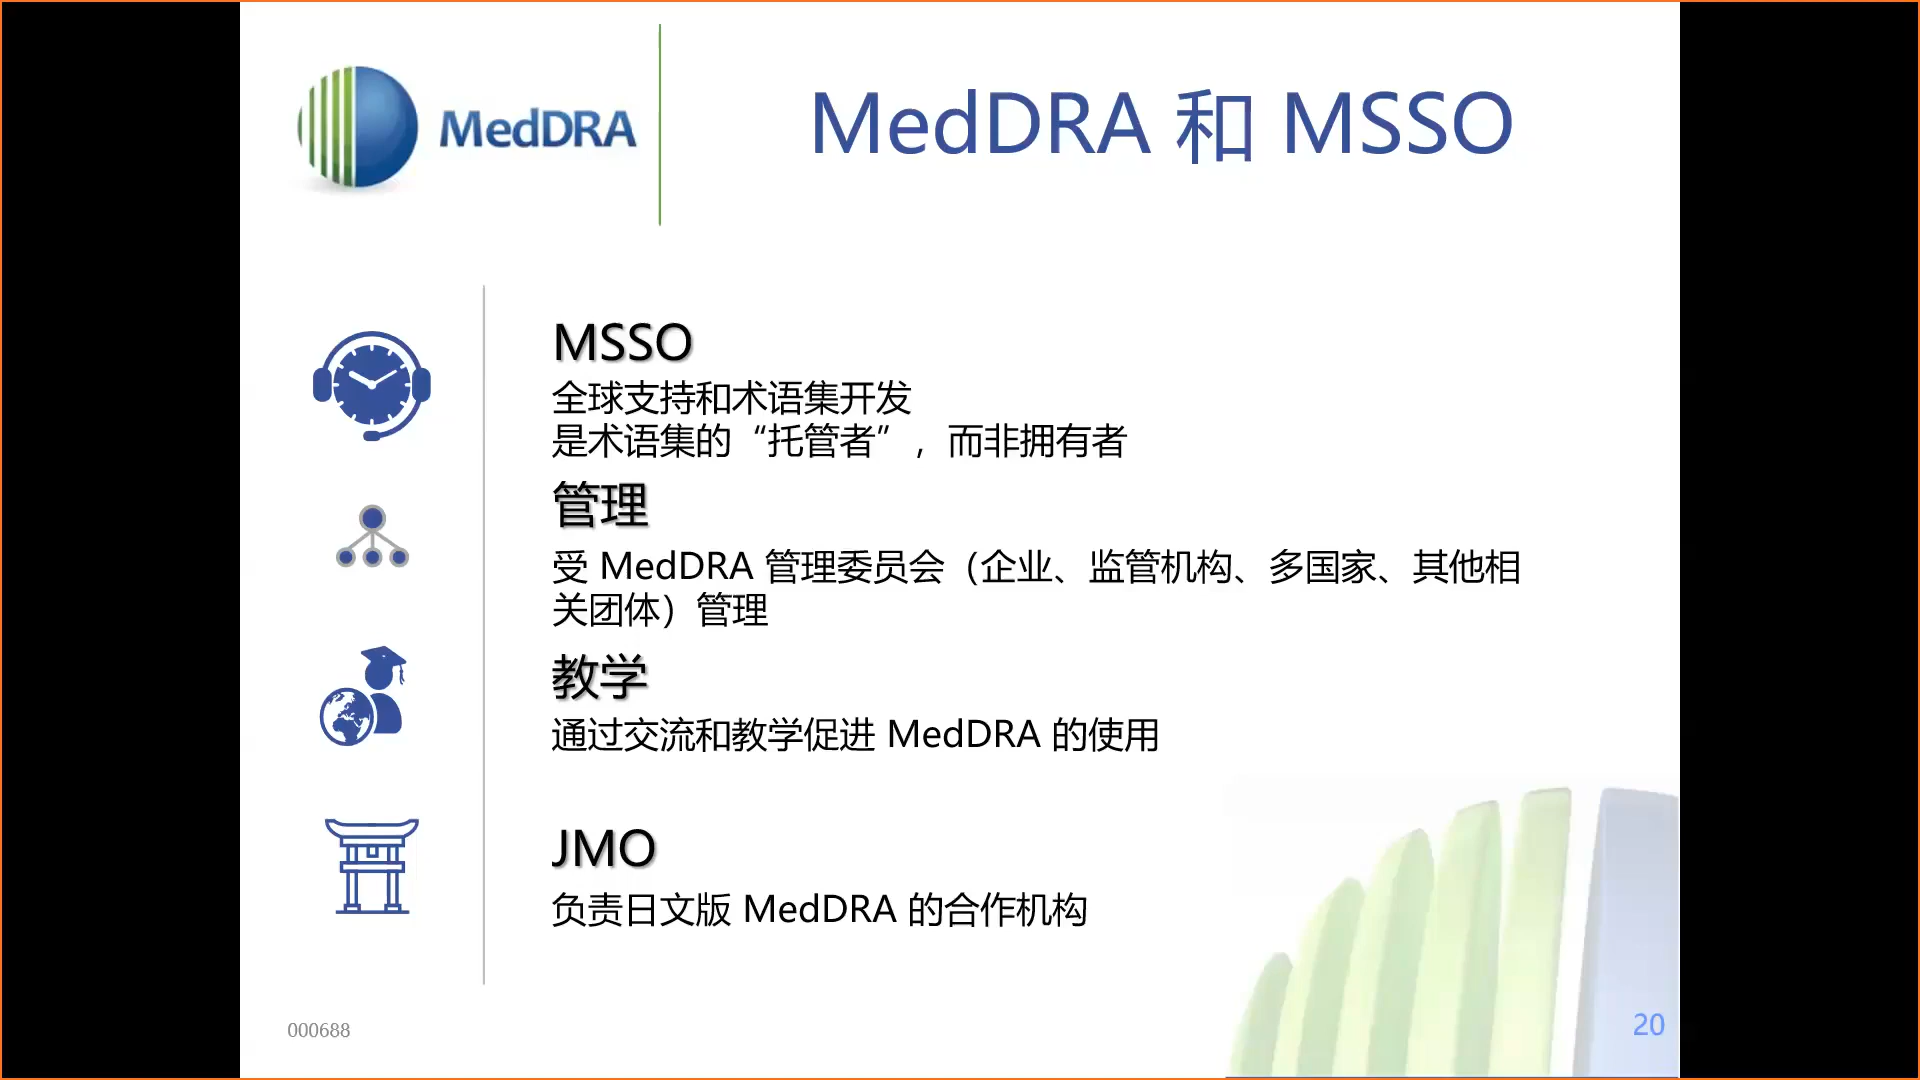 MedDRA
MedDRA 和 MSSO
MSSO
全球支持和术语集开发
是术语集的“托管者”，而非拥有者
管理
受 MedDRA 管理委员会（企业、监管机构、多国家、其他相
关团体）管理
教学
通过交流和教学促进 MedDRA 的使用
JMO
负责日文版 MedDRA 的合作机构
000688
20